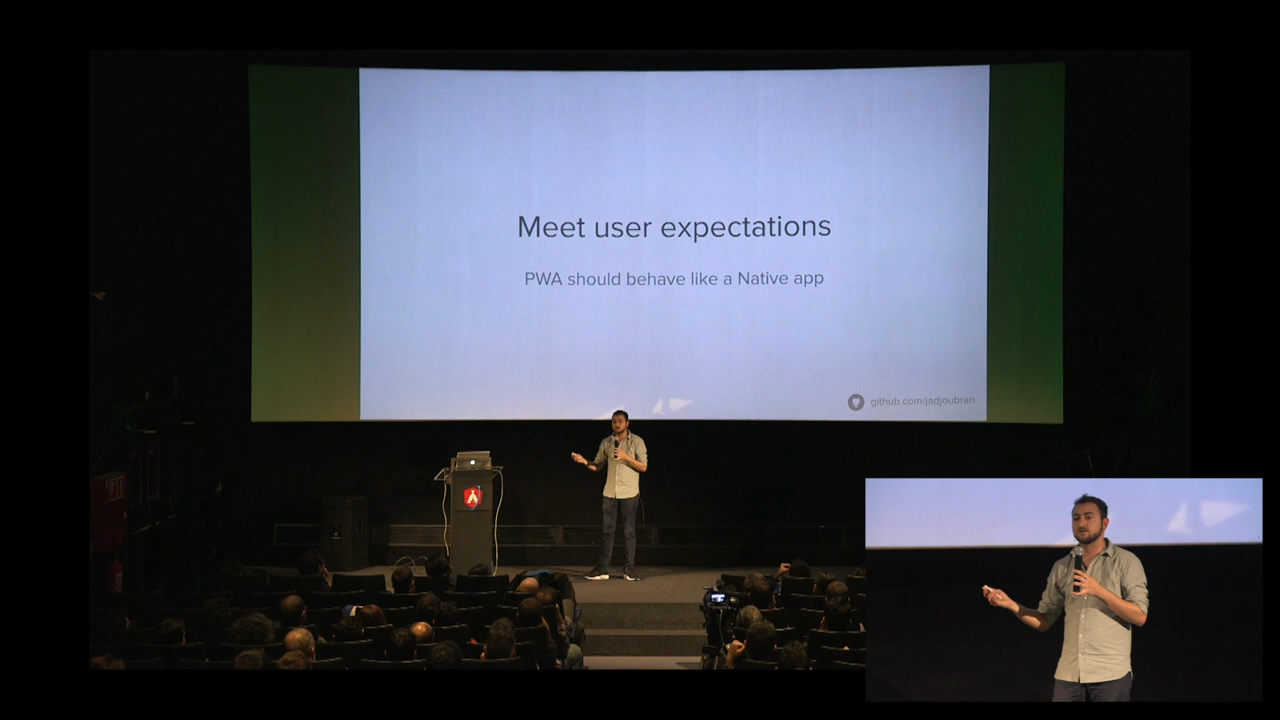 Meet user expectations
PWA should behave like a Native app
github.com/jadjoubran